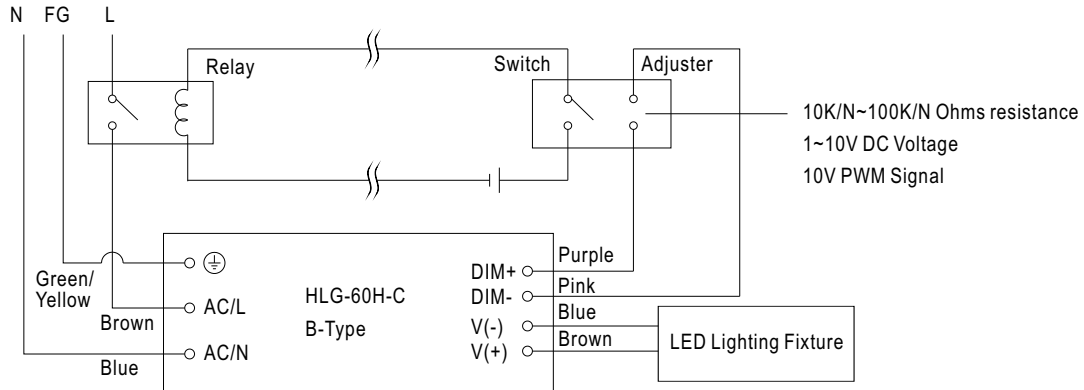 N FG L
Relay
Switch
Adjuster
10K/N~100K/N Ohms resistance
1~10V DC Voltage
10V PWM Signal
Green/
Yellow
Brown
Blue
AC/L
AC/N
HLG-60H-C
B-Type
DIM+
DIM-
V(-)
V(+)
Purple
Pink
Blue
Brown
LED Lighting Fixture